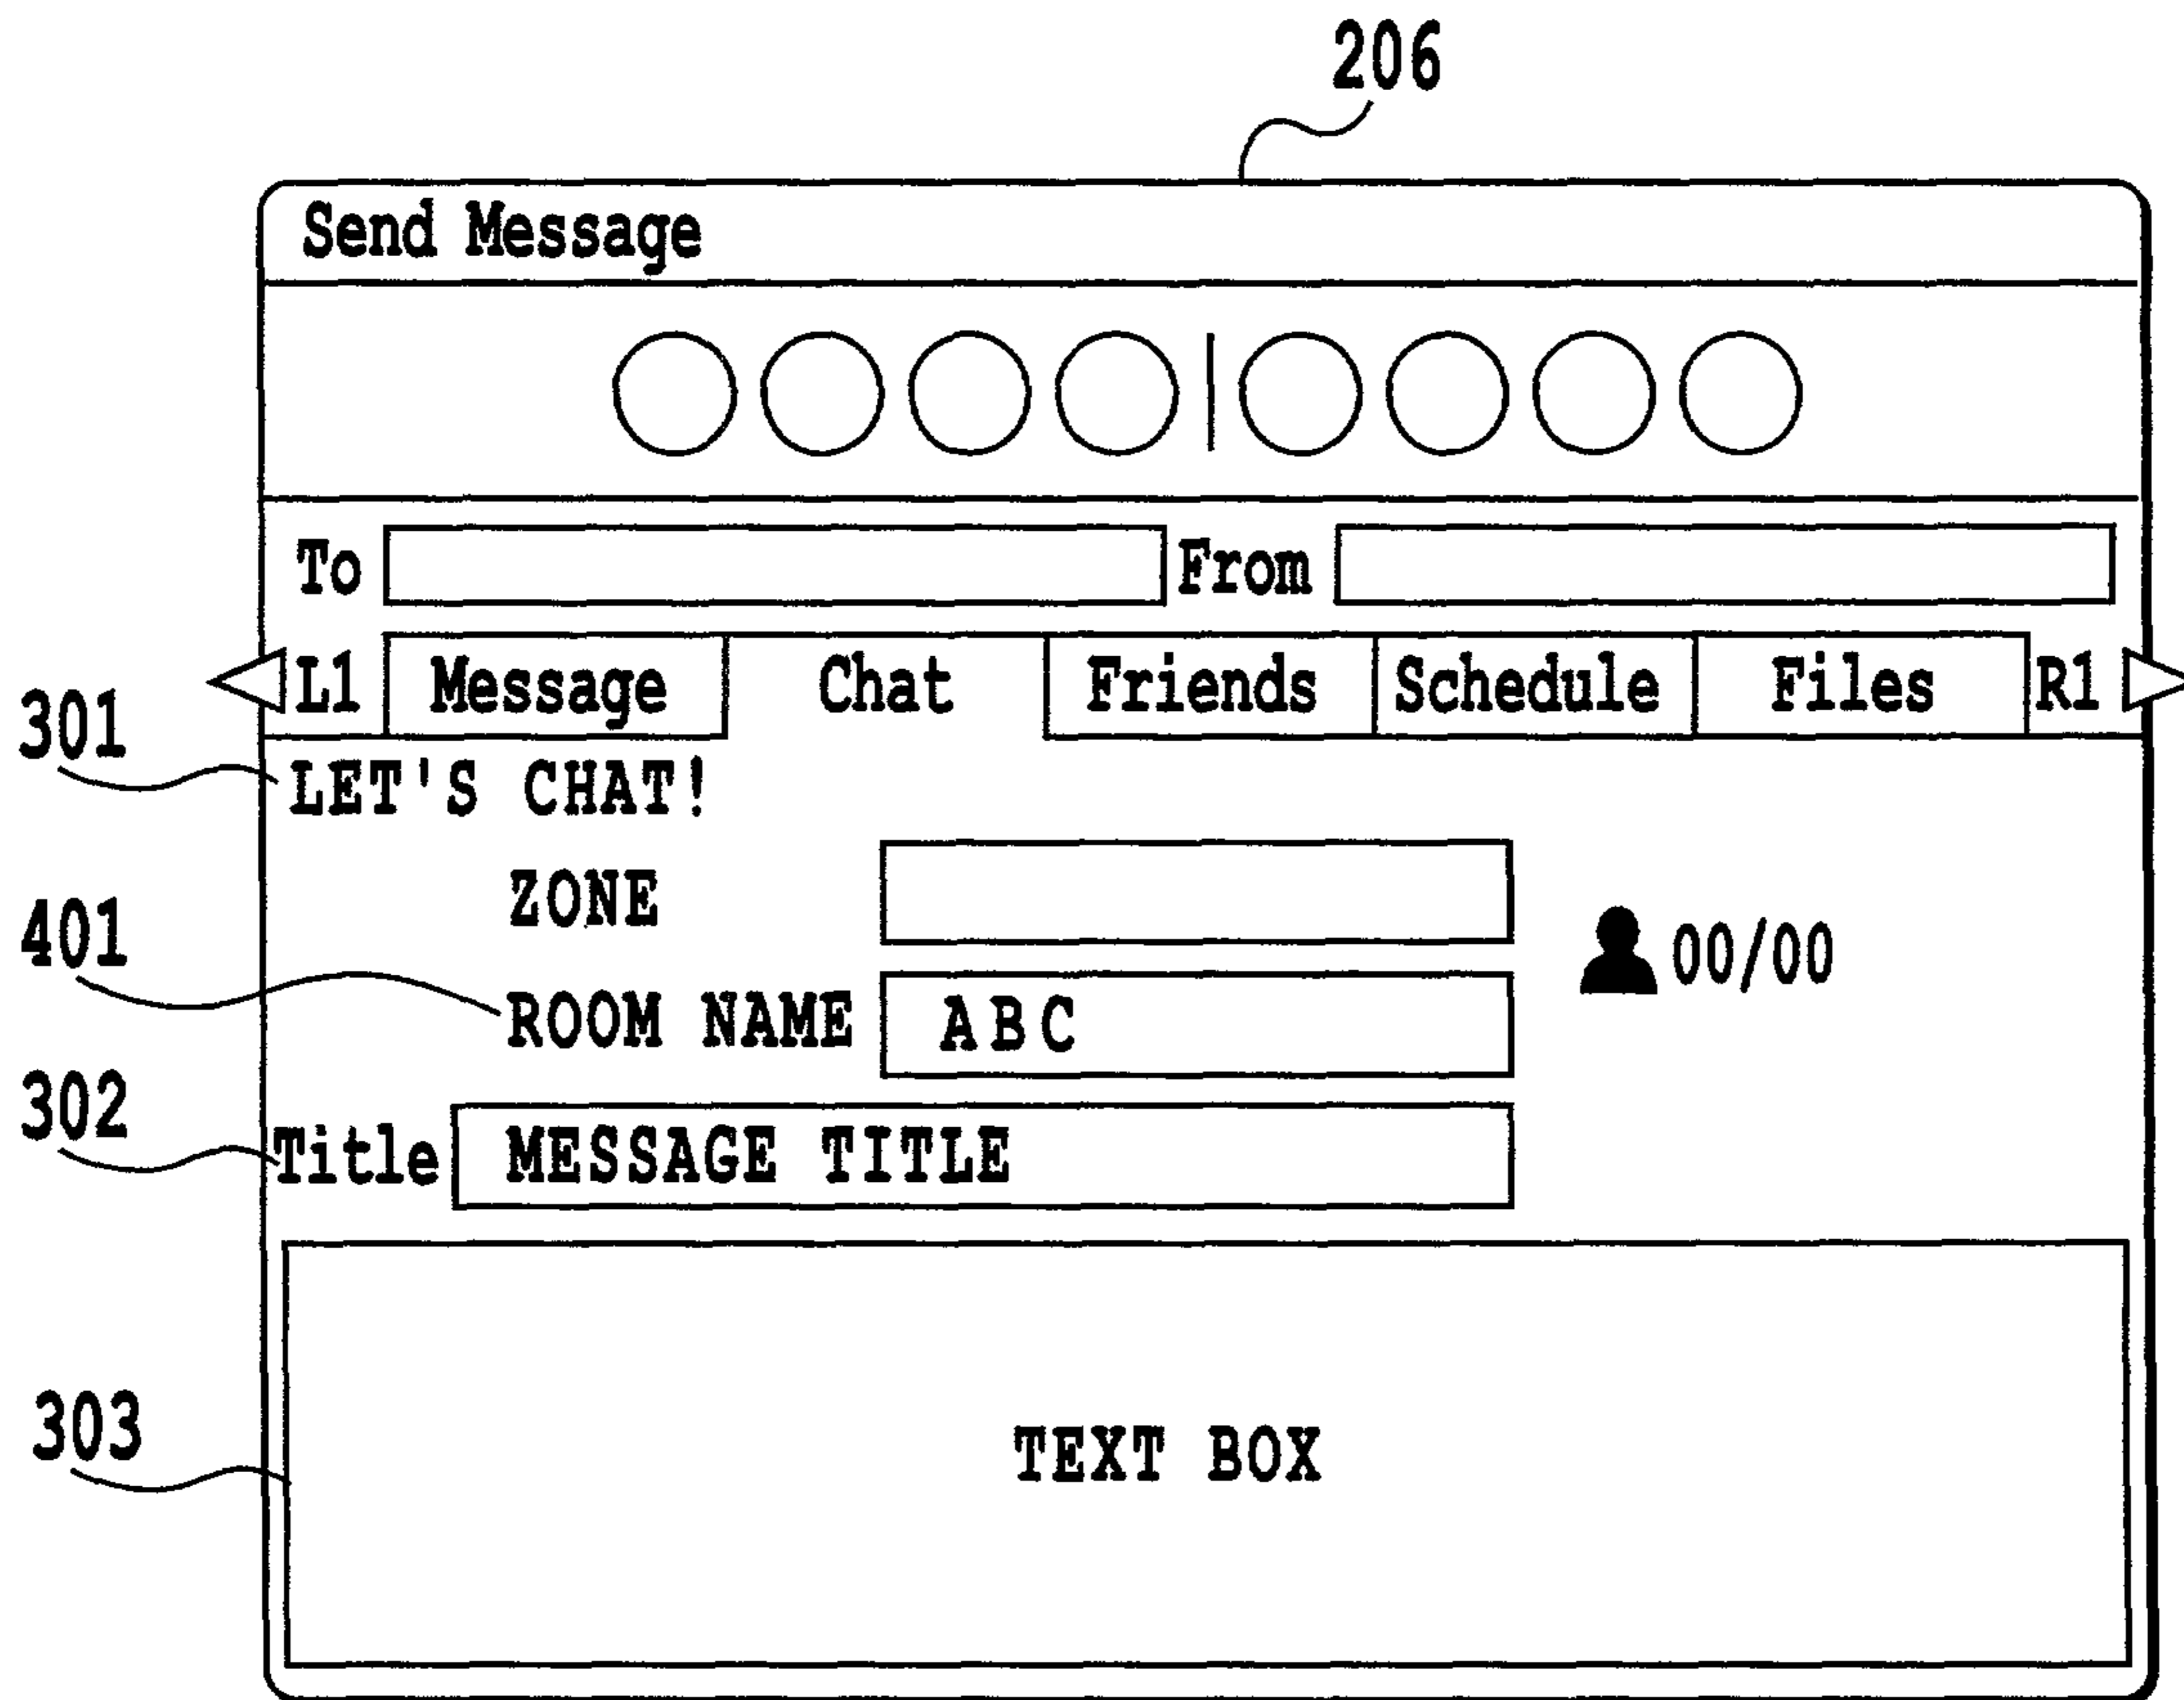 206
Send Message
To From
L1 Message Chat Friends Schedule Files R1
301
LET'S CHAT!
ZONE
00/00
401
ROOM NAME ABC
302
Title MESSAGE TITLE
303
TEXT BOX